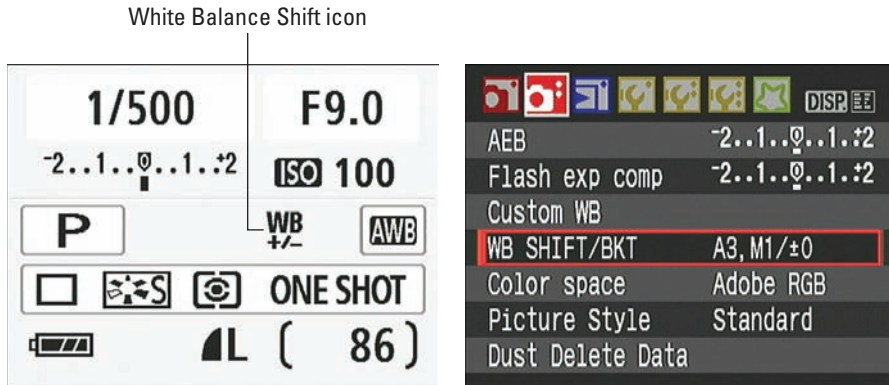 White Balance Shift icon
1/500 F9.0
-2..1..0..1..+2 ISO 100
P WB +/- AWB
S ONE SHOT
L ( 86 )
DISP.
AEB -2..1..0..1..+2
Flash exp comp -2..1..0..1..+2
Custom WB
WB SHIFT/BKT A3,M1/±0
Color space Adobe RGB
Picture Style Standard
Dust Delete Data